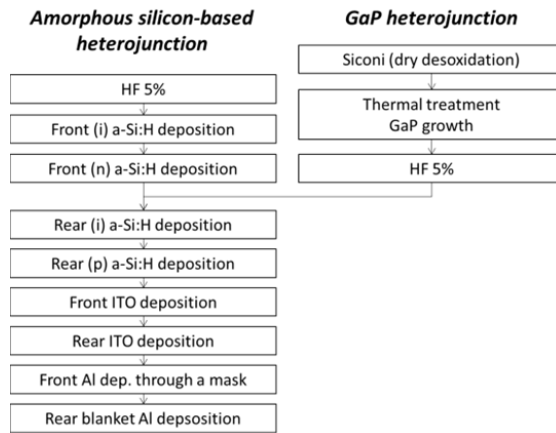 Amorphous silicon-based
heterojunction
HF 5%
Front (i) a-Si:H deposition
Front (n) a-Si:H deposition
GaP heterojunction
Siconi (dry desoxidation)
Thermal treatment
GaP growth
HF 5%
Rear (i) a-Si:H deposition
Rear (p) a-Si:H deposition
Front ITO deposition
Rear ITO deposition
Front Al dep. through a mask
Rear blanket Al depsosition